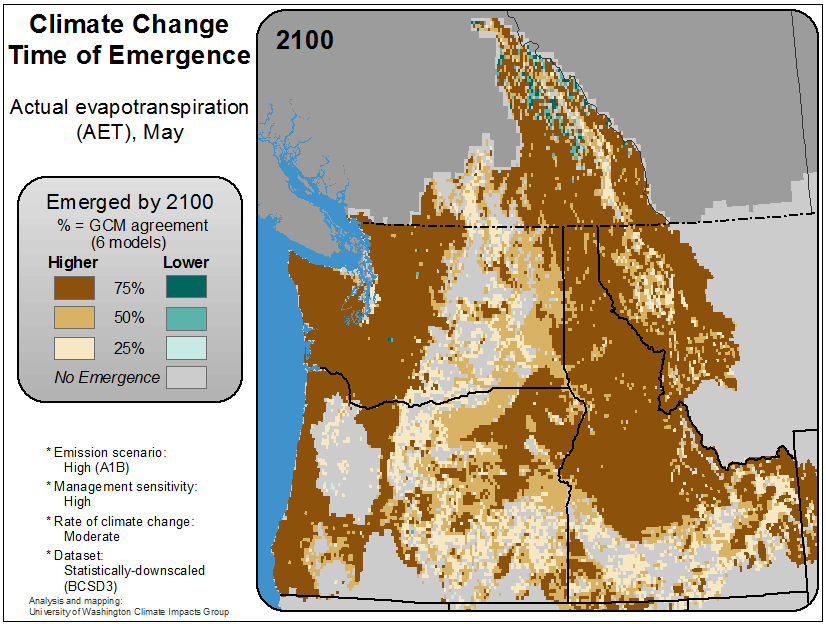 Climate Change
Time of Emergence
Actual evapotranspiration
(AET), May
Emerged by 2100
% = GCM agreement
(6 models)
Higher Lower
75%
50%
25%
No Emergence
* Emission scenario:
High (A1B)
* Management sensitivity:
High
* Rate of climate change:
Moderate
* Dataset:
Statistically-downscaled
(BCSD3)
Analysis and mapping:
University of Washington Climate Impacts Group
2100